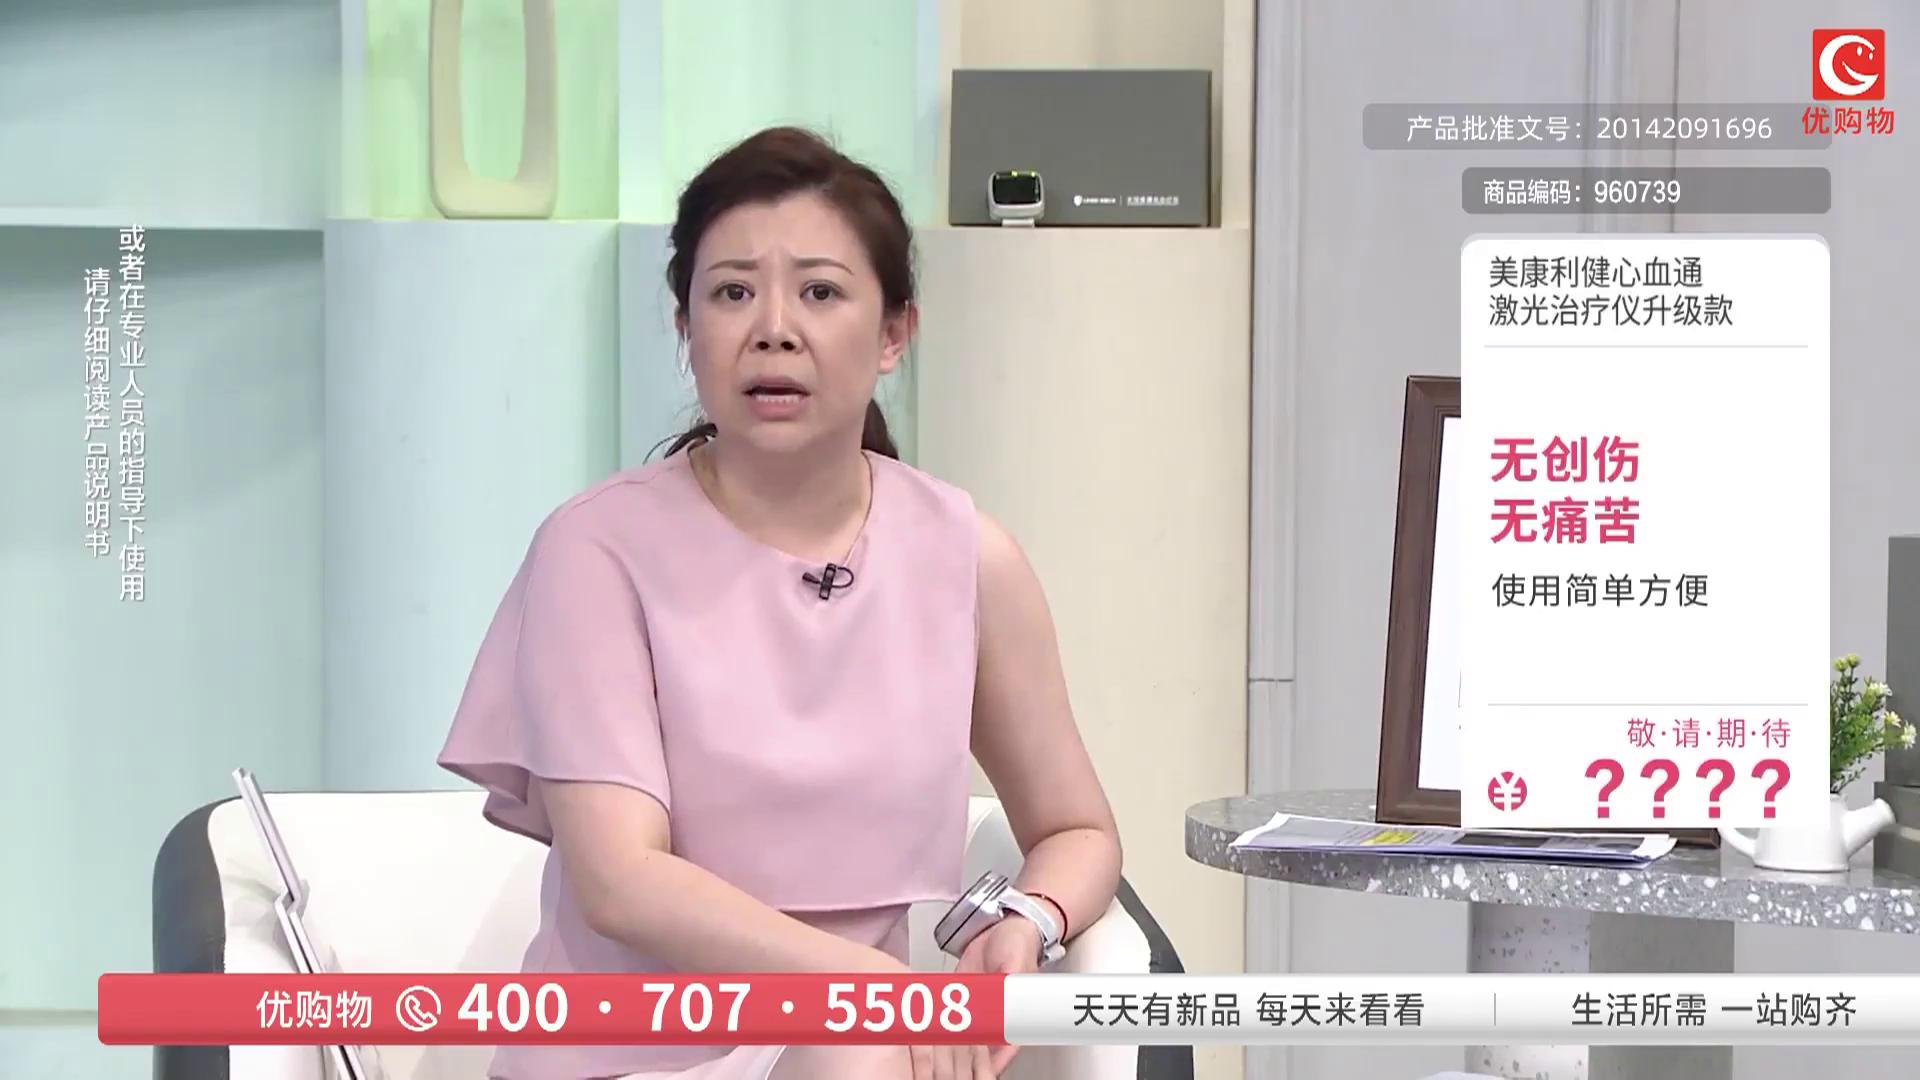 优购物
产品批准文号：20142091696
商品编码：960739
美康利健心血通
激光治疗仪升级款
无创伤
无痛苦
使用简单方便
敬·请·期·待
????
请仔细阅读产品说明书
或者在专业人员的指导下使用
优购物 400·707·5508
天天有新品 每天来看看
生活所需 一站购齐